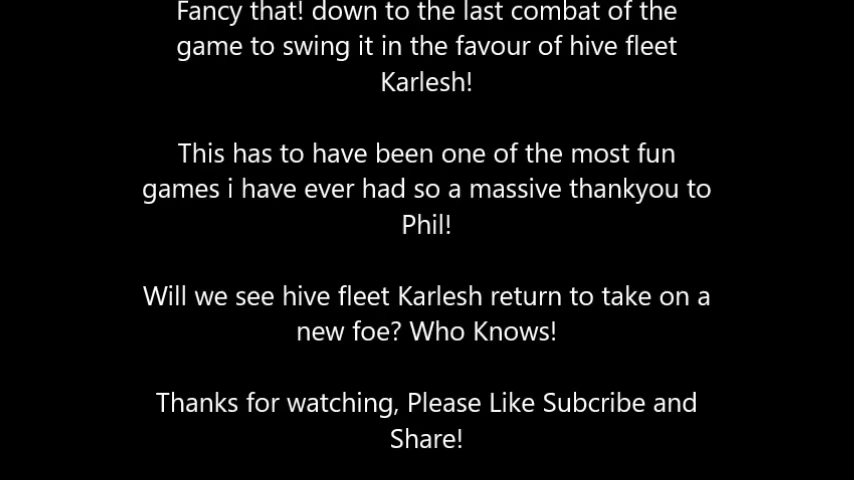 Fancy that! down to the last combat of the
game to swing it in the favour of hive fleet
Karlesh!
This has to have been one of the most fun
games i have ever had so a massive thankyou to
Phil!
Will we see hive fleet Karlesh return to take on a
new foe? Who Knows!
Thanks for watching, Please Like Subcribe and
Share!